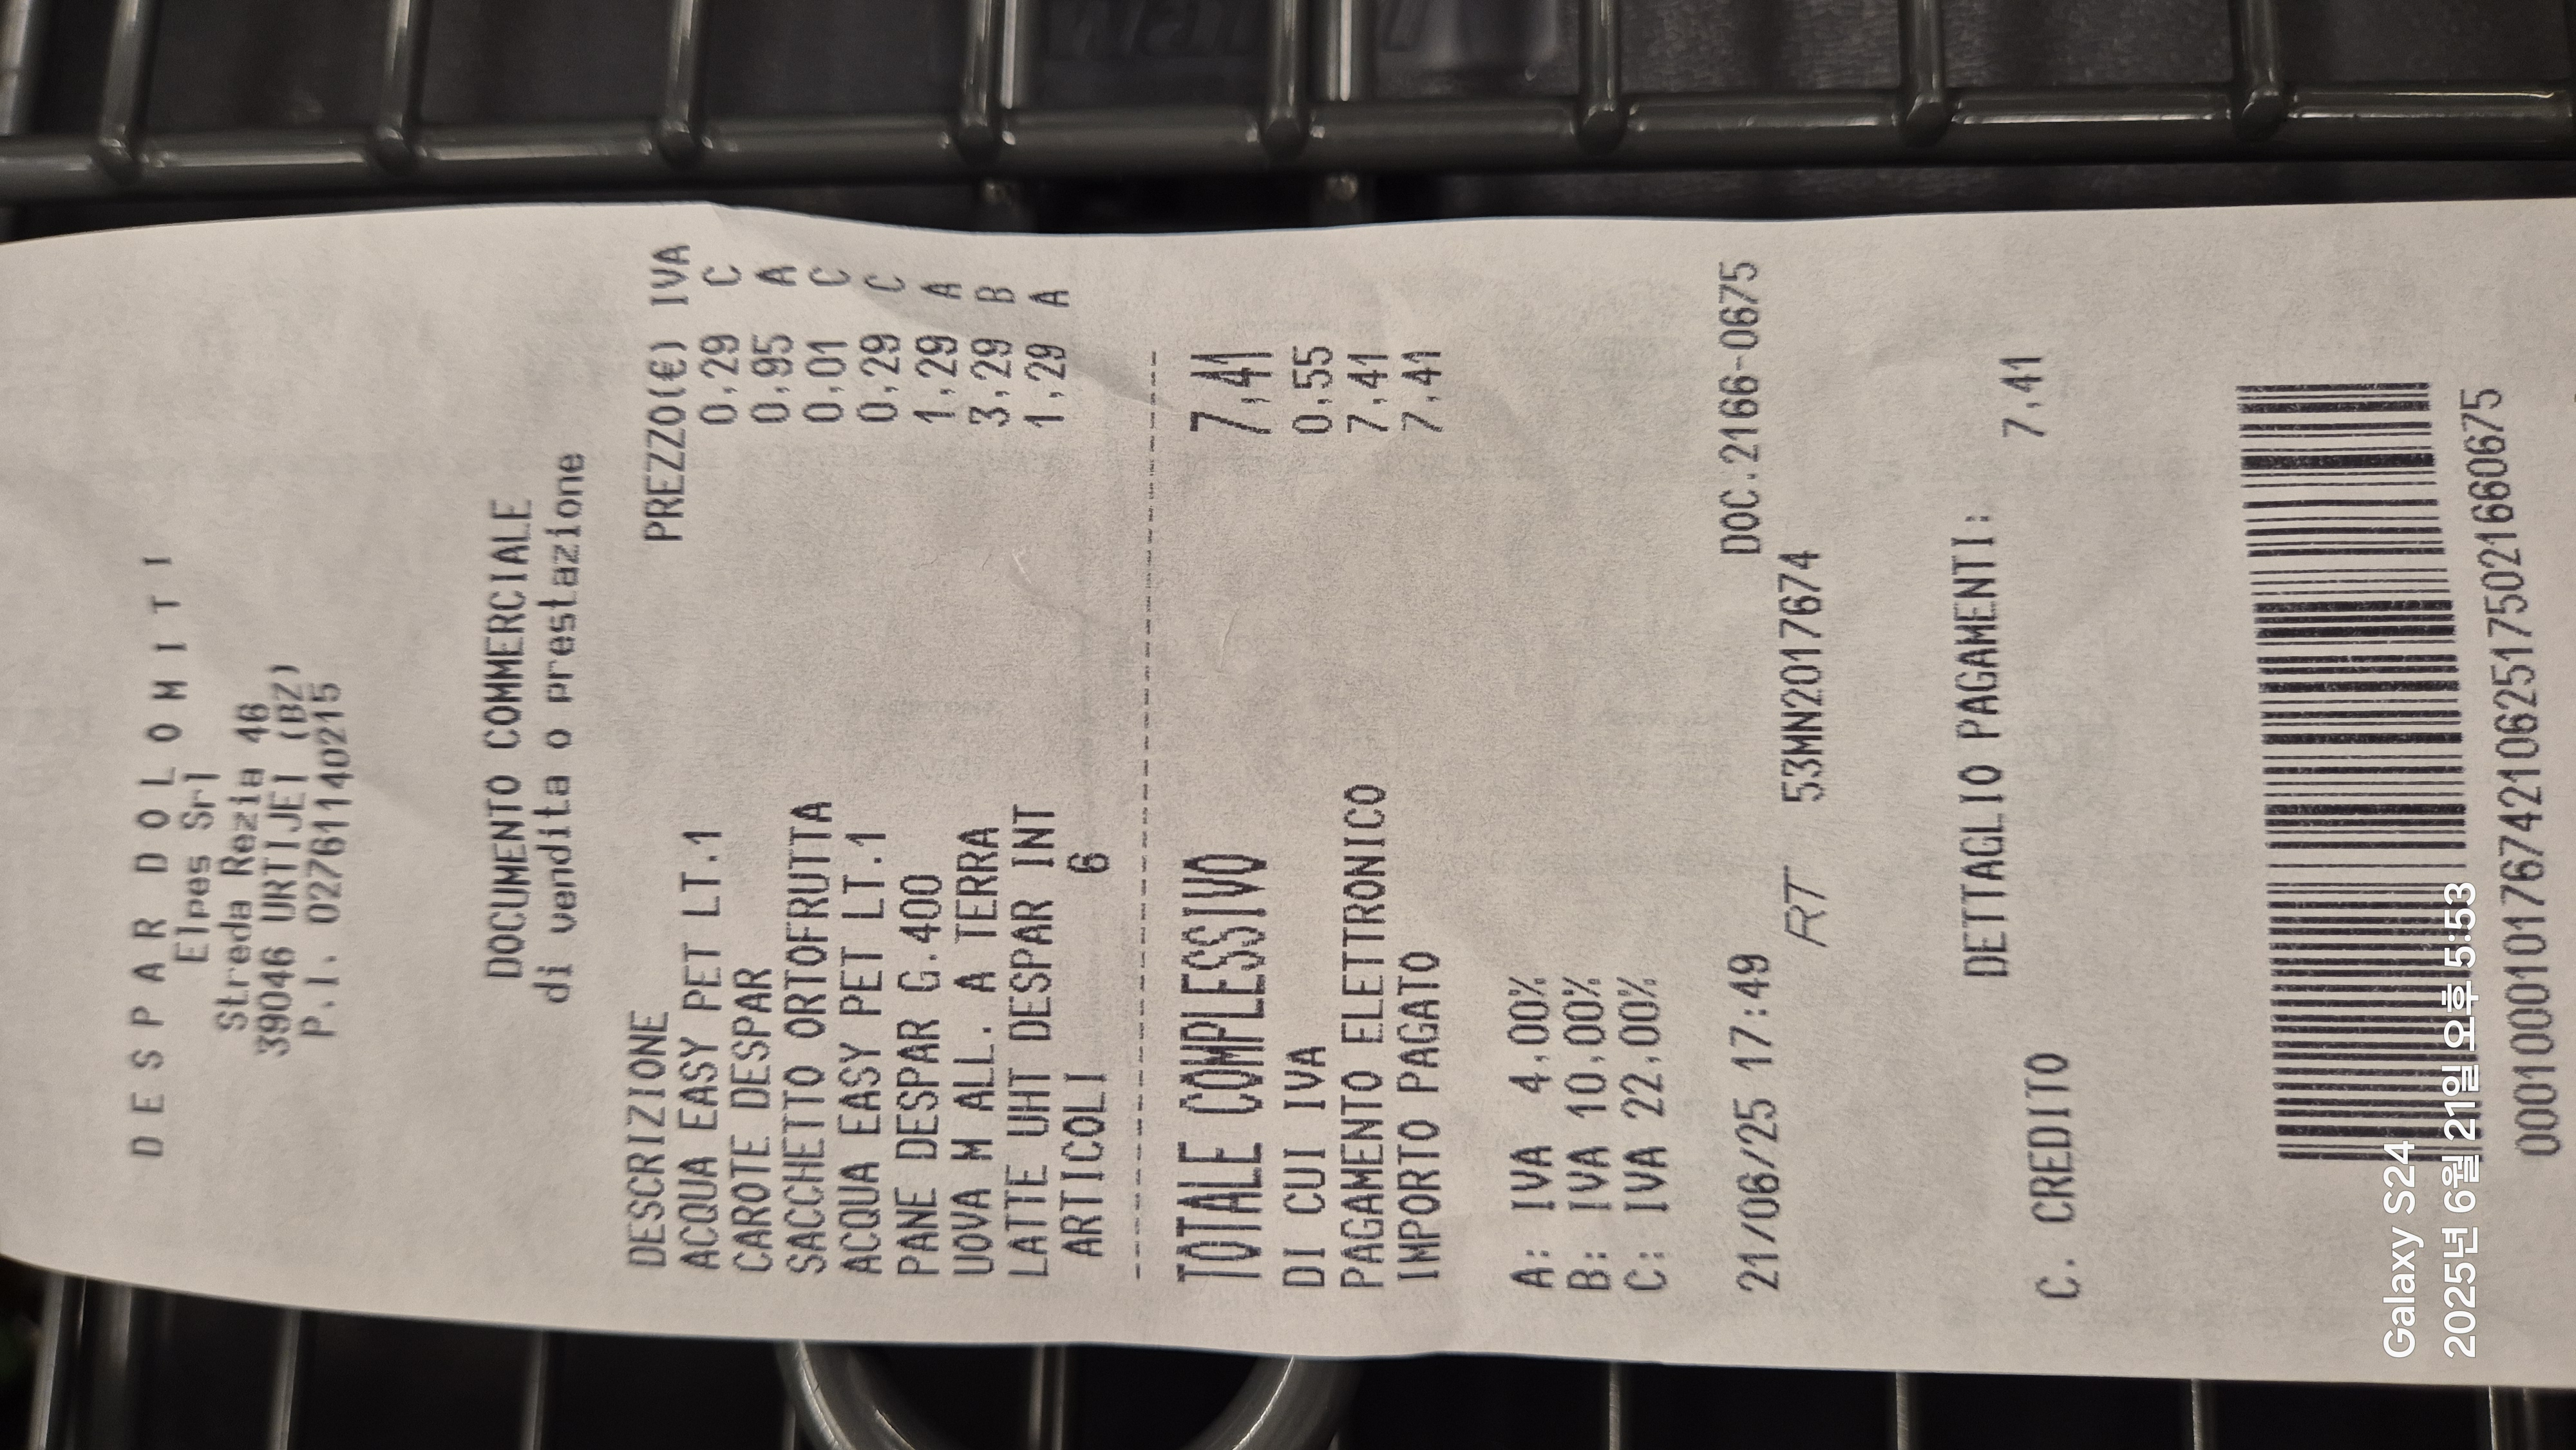 DESPAR DOLOMITI
Elpes Srl
Streda Rezia 46
39046 URTIJEI (BZ)
P.I. 02761140215
DOCUMENTO COMMERCIALE
di vendita o prestazione
DESCRIZIONE PREZZO(€) IVA
ACQUA EASY PET LT.1 0,29 C
CAROTE DESPAR 0,95 A
SACCHETTO ORTOFRUTTA 0,01 C
ACQUA EASY PET LT.1 0,29 C
PANE DESPAR G.400 1,29 A
UOVA M ALL. A TERRA 3,29 B
LATTE UHT DESPAR INT 1,29 A
ARTICOLI 6
TOTALE COMPLESSIVO 7,41
DI CUI IVA 0,55
PAGAMENTO ELETTRONICO 7,41
IMPORTO PAGATO 7,41
A: IVA 4,00%
B: IVA 10,00%
C: IVA 22,00%
21/06/25 17:49 DOC.2166-0675
RT 53MN2017674
DETTAGLIO PAGAMENTI:
C. CREDITO 7,41
00010001017674210625175021660675
Galaxy S24
2025년 6월 21일 오후 5:53